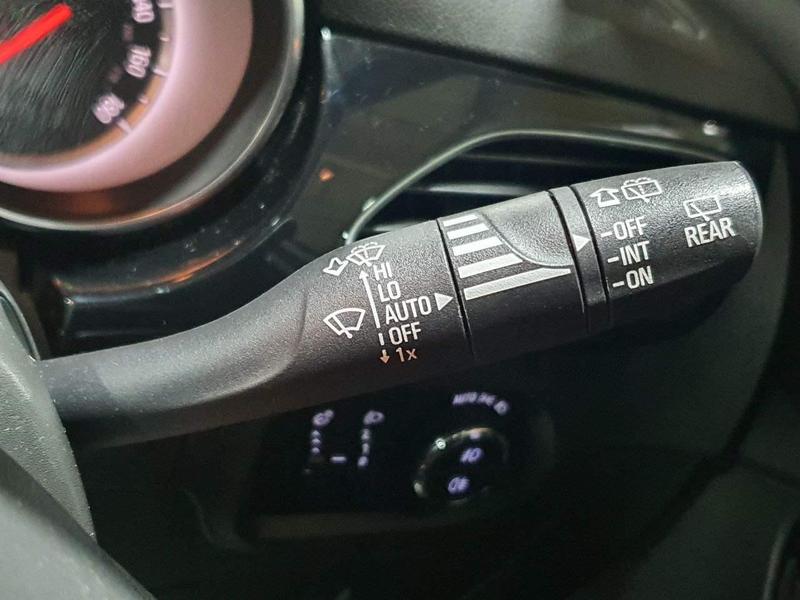 140
160
180
HI
LO
AUTO
OFF
1x
-OFF
-INT
-ON
REAR